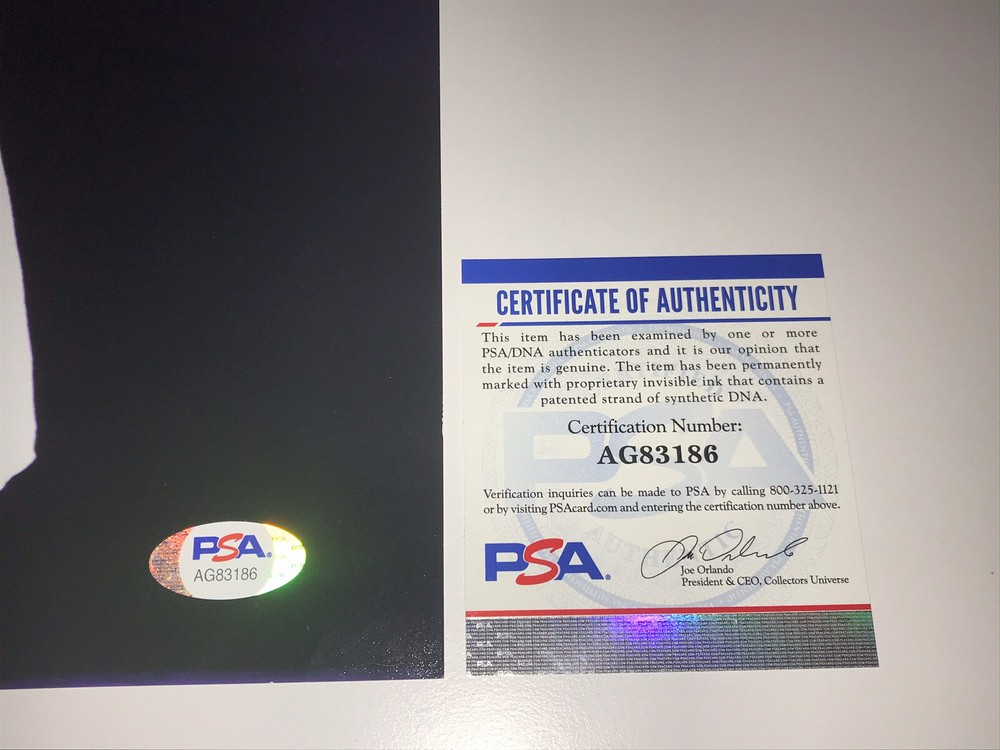 PSA
AG83186
CERTIFICATE OF AUTHENTICITY
This item has been examined by one or more
PSA/DNA authenticators and it is our opinion that
the item is genuine. The item has been permanently
marked with proprietary invisible ink that contains a
patented strand of synthetic DNA.
Certification Number:
AG83186
Verification inquiries can be made to PSA by calling 800-325-1121
or by visiting PSAcard.com and entering the certification number above.
PSA
Joe Orlando
President & CEO, Collectors Universe